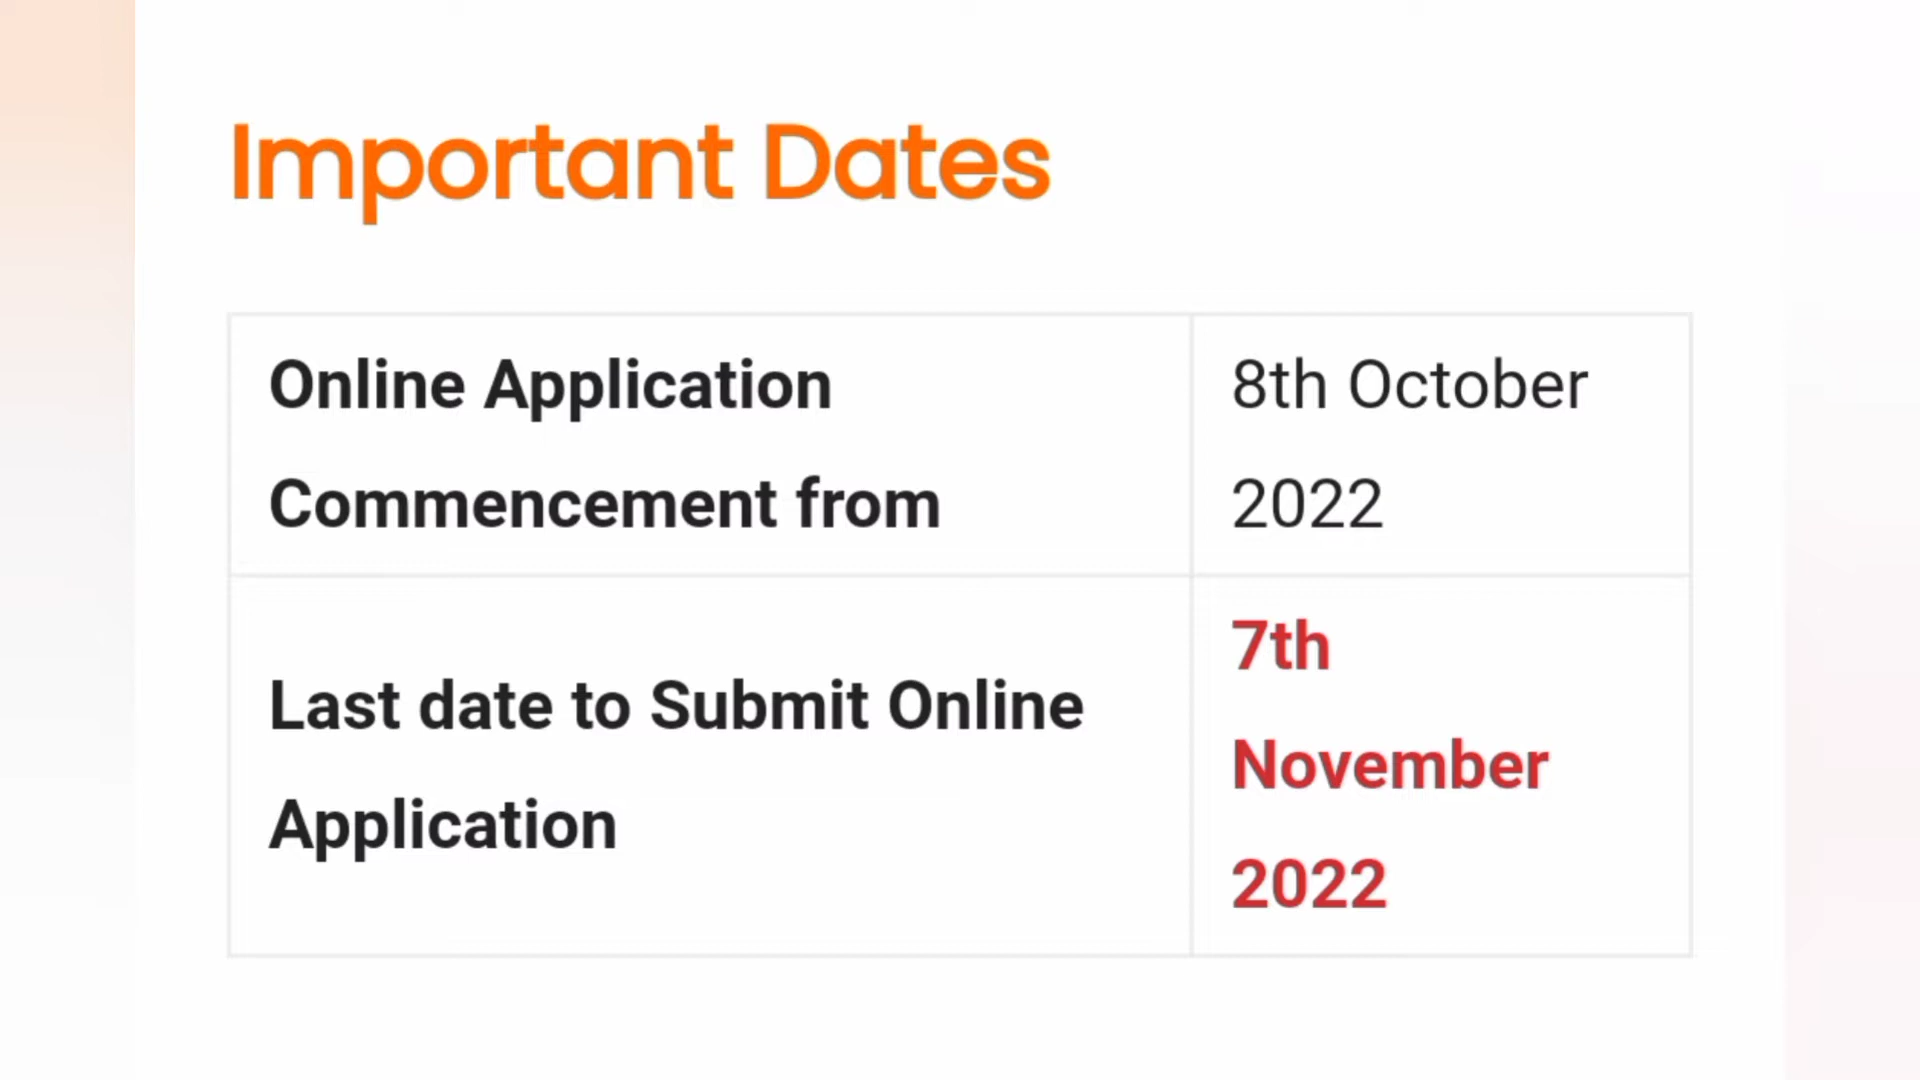 Important Dates
Online Application
Commencement from
8th October
2022
Last date to Submit Online
Application
7th
November
2022